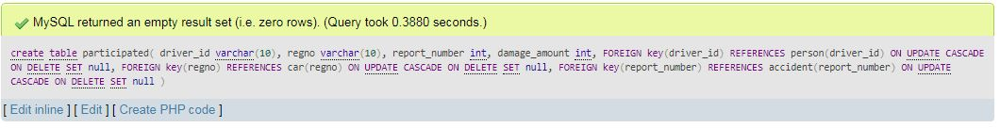 MySQL returned an empty result set (i.e. zero rows). (Query took 0.3880 seconds.)
create table participated( driver_id varchar(10), regno varchar(10), report_number int, damage_amount int, FOREIGN key(driver_id) REFERENCES person(driver_id) ON UPDATE CASCADE
ON DELETE SET null, FOREIGN key(regno) REFERENCES car(regno) ON UPDATE CASCADE ON DELETE SET null, FOREIGN key(report_number) REFERENCES accident(report_number) ON UPDATE
CASCADE ON DELETE SET null )
[ Edit inline ] [ Edit ] [ Create PHP code ]